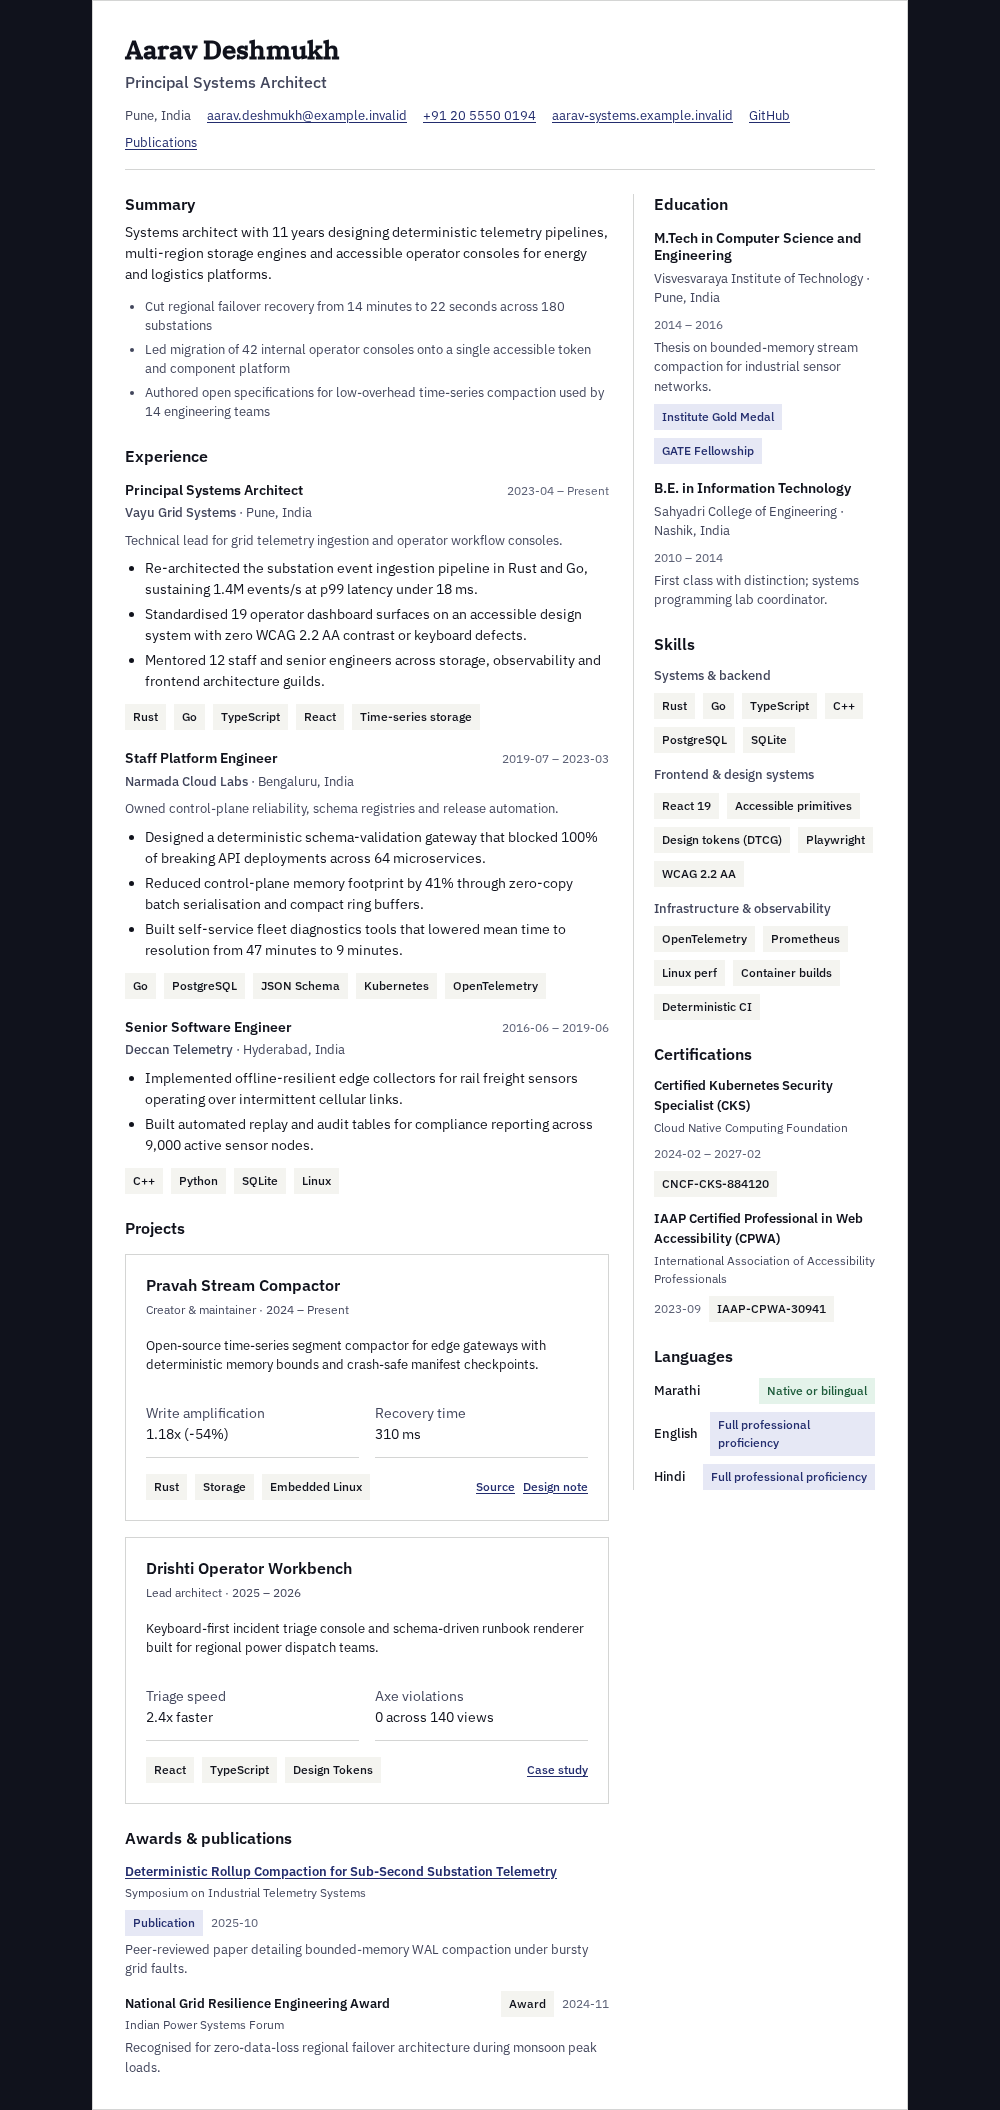 Aarav Deshmukh
Principal Systems Architect
Pune, India aarav.deshmukh@example.invalid +91 20 5550 0194 aarav-systems.example.invalid GitHub
Publications
Summary
Systems architect with 11 years designing deterministic telemetry pipelines,
multi-region storage engines and accessible operator consoles for energy
and logistics platforms.
• Cut regional failover recovery from 14 minutes to 22 seconds across 180
substations
• Led migration of 42 internal operator consoles onto a single accessible token
and component platform
• Authored open specifications for low-overhead time-series compaction used by
14 engineering teams
Experience
Principal Systems Architect 2023-04 – Present
Vayu Grid Systems · Pune, India
Technical lead for grid telemetry ingestion and operator workflow consoles.
• Re-architected the substation event ingestion pipeline in Rust and Go,
sustaining 1.4M events/s at p99 latency under 18 ms.
• Standardised 19 operator dashboard surfaces on an accessible design
system with zero WCAG 2.2 AA contrast or keyboard defects.
• Mentored 12 staff and senior engineers across storage, observability and
frontend architecture guilds.
Rust Go TypeScript React Time-series storage
Staff Platform Engineer 2019-07 – 2023-03
Narmada Cloud Labs · Bengaluru, India
Owned control-plane reliability, schema registries and release automation.
• Designed a deterministic schema-validation gateway that blocked 100%
of breaking API deployments across 64 microservices.
• Reduced control-plane memory footprint by 41% through zero-copy
batch serialisation and compact ring buffers.
• Built self-service fleet diagnostics tools that lowered mean time to
resolution from 47 minutes to 9 minutes.
Go PostgreSQL JSON Schema Kubernetes OpenTelemetry
Senior Software Engineer 2016-06 – 2019-06
Deccan Telemetry · Hyderabad, India
• Implemented offline-resilient edge collectors for rail freight sensors
operating over intermittent cellular links.
• Built automated replay and audit tables for compliance reporting across
9,000 active sensor nodes.
C++ Python SQLite Linux
Projects
Pravah Stream Compactor
Creator & maintainer · 2024 – Present
Open-source time-series segment compactor for edge gateways with
deterministic memory bounds and crash-safe manifest checkpoints.
Write amplification Recovery time
1.18x (-54%) 310 ms
Rust Storage Embedded Linux Source Design note
Drishti Operator Workbench
Lead architect · 2025 – 2026
Keyboard-first incident triage console and schema-driven runbook renderer
built for regional power dispatch teams.
Triage speed Axe violations
2.4x faster 0 across 140 views
React TypeScript Design Tokens Case study
Awards & publications
Deterministic Rollup Compaction for Sub-Second Substation Telemetry
Symposium on Industrial Telemetry Systems
Publication 2025-10
Peer-reviewed paper detailing bounded-memory WAL compaction under bursty
grid faults.
National Grid Resilience Engineering Award Award 2024-11
Indian Power Systems Forum
Recognised for zero-data-loss regional failover architecture during monsoon peak
loads.
Education
M.Tech in Computer Science and
Engineering
Visvesvaraya Institute of Technology ·
Pune, India
2014 – 2016
Thesis on bounded-memory stream
compaction for industrial sensor
networks.
Institute Gold Medal
GATE Fellowship
B.E. in Information Technology
Sahyadri College of Engineering ·
Nashik, India
2010 – 2014
First class with distinction; systems
programming lab coordinator.
Skills
Systems & backend
Rust Go TypeScript C++
PostgreSQL SQLite
Frontend & design systems
React 19 Accessible primitives
Design tokens (DTCG) Playwright
WCAG 2.2 AA
Infrastructure & observability
OpenTelemetry Prometheus
Linux perf Container builds
Deterministic CI
Certifications
Certified Kubernetes Security
Specialist (CKS)
Cloud Native Computing Foundation
2024-02 – 2027-02
CNCF-CKS-884120
IAAP Certified Professional in Web
Accessibility (CPWA)
International Association of Accessibility
Professionals
2023-09 IAAP-CPWA-30941
Languages
Marathi Native or bilingual
English Full professional
proficiency
Hindi Full professional proficiency